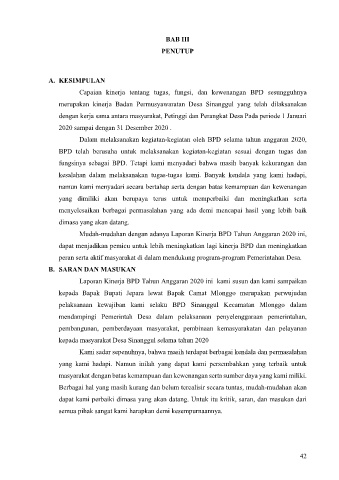 BAB III
PENUTUP
A. KESIMPULAN
Capaian kinerja tentang tugas, fungsi, dan kewenangan BPD sesungguhnya
merupakan kinerja Badan Permusyawaratan Desa Sinanggul yang telah dilaksanakan
dengan kerja sama antara masyarakat, Petinggi dan Perangkat Desa Pada periode 1 Januari
2020 sampai dengan 31 Desember 2020 .
Dalam melaksanakan kegiatan-kegiatan oleh BPD selama tahun anggaran 2020,
BPD telah berusaha untuk melaksanakan kegiatan-kegiatan sesuai dengan tugas dan
fungsinya sebagai BPD. Tetapi kami menyadari bahwa masih banyak kekurangan dan
kesalahan dalam melaksanakan tugas-tugas kami. Banyak kendala yang kami hadapi,
namun kami menyadari secara bertahap serta dengan batas kemampuan dan kewenangan
yang dimiliki akan berupaya terus untuk memperbaiki dan meningkatkan serta
menyelesaikan berbagai permasalahan yang ada demi mencapai hasil yang lebih baik
dimasa yang akan datang.
Mudah-mudahan dengan adanya Laporan Kinerja BPD Tahun Anggaran 2020 ini,
dapat menjadikan pemicu untuk lebih meningkatkan lagi kinerja BPD dan meningkatkan
peran serta aktif masyarakat di dalam mendukung program-program Pemerintahan Desa.
B. SARAN DAN MASUKAN
Laporan Kinerja BPD Tahun Anggaran 2020 ini kami susun dan kami sampaikan
kepada Bapak Bupati Jepara lewat Bapak Camat Mlonggo merupakan perwujudan
pelaksanaan kewajiban kami selaku BPD Sinanggul Kecamatan Mlonggo dalam
mendampingi Pemerintah Desa dalam pelaksanaan penyelenggaraan pemerintahan,
pembangunan, pemberdayaan masyarakat, pembinaan kemasyarakatan dan pelayanan
kepada masyarakat Desa Sinanggul selama tahun 2020
Kami sadar sepenuhnya, bahwa masih terdapat berbagai kendala dan permasalahan
yang kami hadapi. Namun inilah yang dapat kami persembahkan yang terbaik untuk
masyarakat dengan batas kemampuan dan kewenangan serta sumber daya yang kami miliki.
Berbagai hal yang masih kurang dan belum terealisir secara tuntas, mudah-mudahan akan
dapat kami perbaiki dimasa yang akan datang. Untuk itu kritik, saran, dan masukan dari
semua pihak sangat kami harapkan demi kesempurnaannya.
42